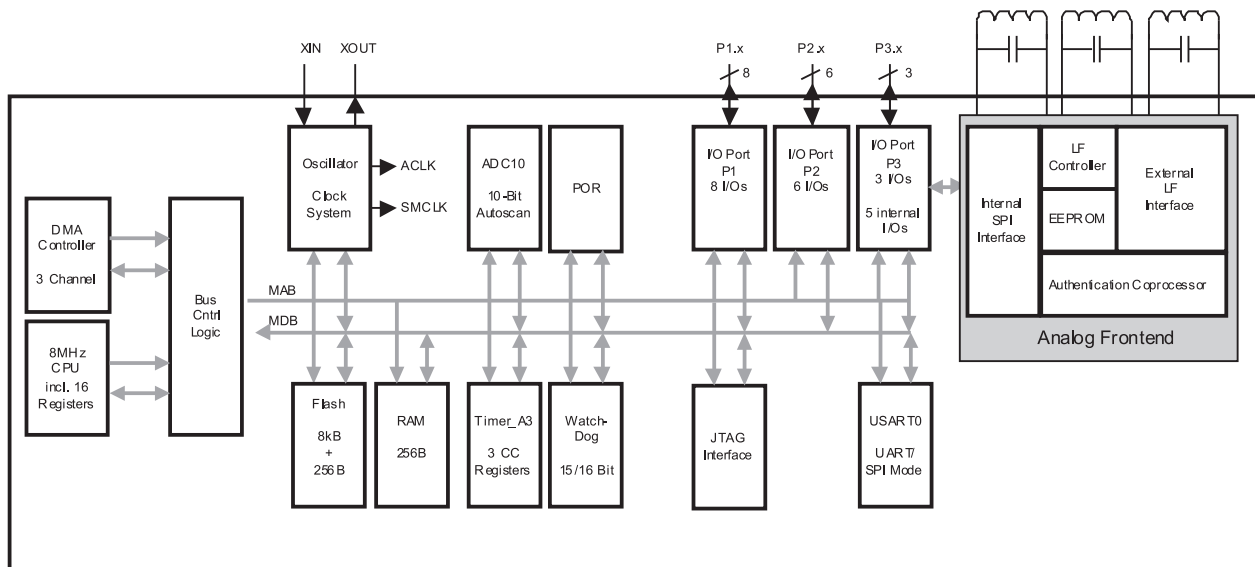 XIN
XOUT
P1.x
P2.x
P3.x
8
6
3
Oscillator
Clock
System
ACLK
SMCLK
ADC10
10-Bit
Autoscan
POR
I/O Port
P1
8 I/Os
I/O Port
P2
6 I/Os
I/O Port
P3
3 I/Os
5 internal
I/Os
Internal
SPI
Interface
LF
Controller
EEPROM
External
LF
Interface
Authentication Coprocessor
Analog Frontend
DMA
Controller
3 Channel
8MHz
CPU
incl. 16
Registers
Bus
Cntrl
Logic
MAB
MDB
Flash
8kB
+
256B
RAM
256B
Timer_A3
3 CC
Registers
Watch-
Dog
15/16 Bit
JTAG
Interface
USART0
UART/
SPI Mode